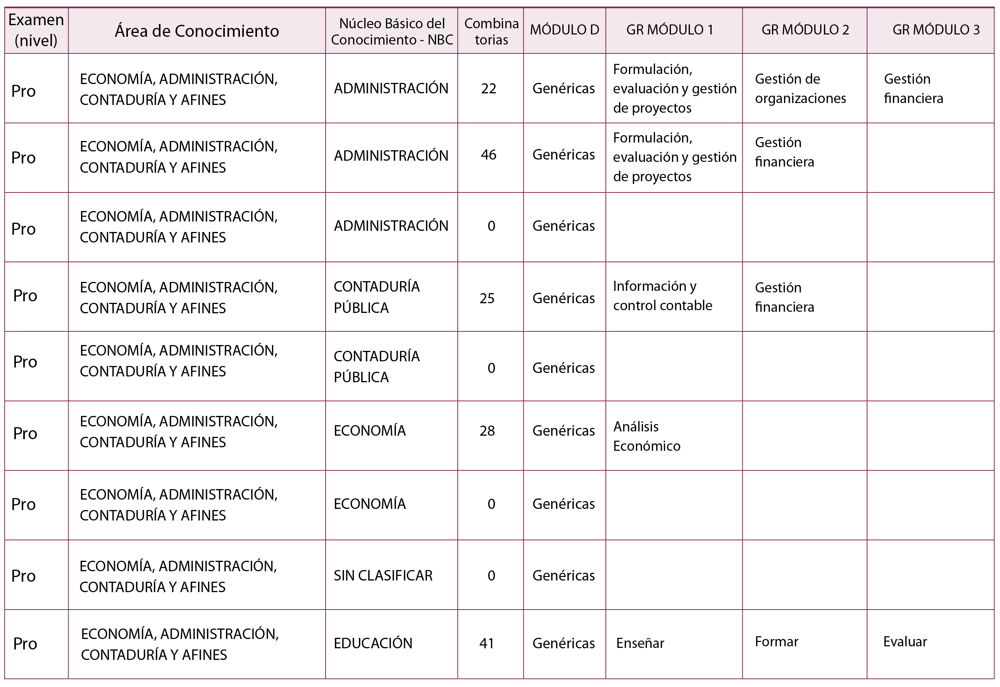 Examen
(nivel)
Área de Conocimiento
Núcleo Básico del
Conocimiento - NBC
Combina
torias
MÓDULO D
GR MÓDULO 1
GR MÓDULO 2
GR MÓDULO 3
Pro
ECONOMÍA, ADMINISTRACIÓN,
CONTADURÍA Y AFINES
ADMINISTRACIÓN
22
Genéricas
Formulación,
evaluación y gestión
de proyectos
Gestión de
organizaciones
Gestión
financiera
Pro
ECONOMÍA, ADMINISTRACIÓN,
CONTADURÍA Y AFINES
ADMINISTRACIÓN
46
Genéricas
Formulación,
evaluación y gestión
de proyectos
Gestión
financiera
Pro
ECONOMÍA, ADMINISTRACIÓN,
CONTADURÍA Y AFINES
ADMINISTRACIÓN
0
Genéricas
Pro
ECONOMÍA, ADMINISTRACIÓN,
CONTADURÍA Y AFINES
CONTADURÍA
PÚBLICA
25
Genéricas
Información y
control contable
Gestión
financiera
Pro
ECONOMÍA, ADMINISTRACIÓN,
CONTADURÍA Y AFINES
CONTADURÍA
PÚBLICA
0
Genéricas
Pro
ECONOMÍA, ADMINISTRACIÓN,
CONTADURÍA Y AFINES
ECONOMÍA
28
Genéricas
Análisis
Económico
Pro
ECONOMÍA, ADMINISTRACIÓN,
CONTADURÍA Y AFINES
ECONOMÍA
0
Genéricas
Pro
ECONOMÍA, ADMINISTRACIÓN,
CONTADURÍA Y AFINES
SIN CLASIFICAR
0
Genéricas
Pro
ECONOMÍA, ADMINISTRACIÓN,
CONTADURÍA Y AFINES
EDUCACIÓN
41
Genéricas
Enseñar
Formar
Evaluar